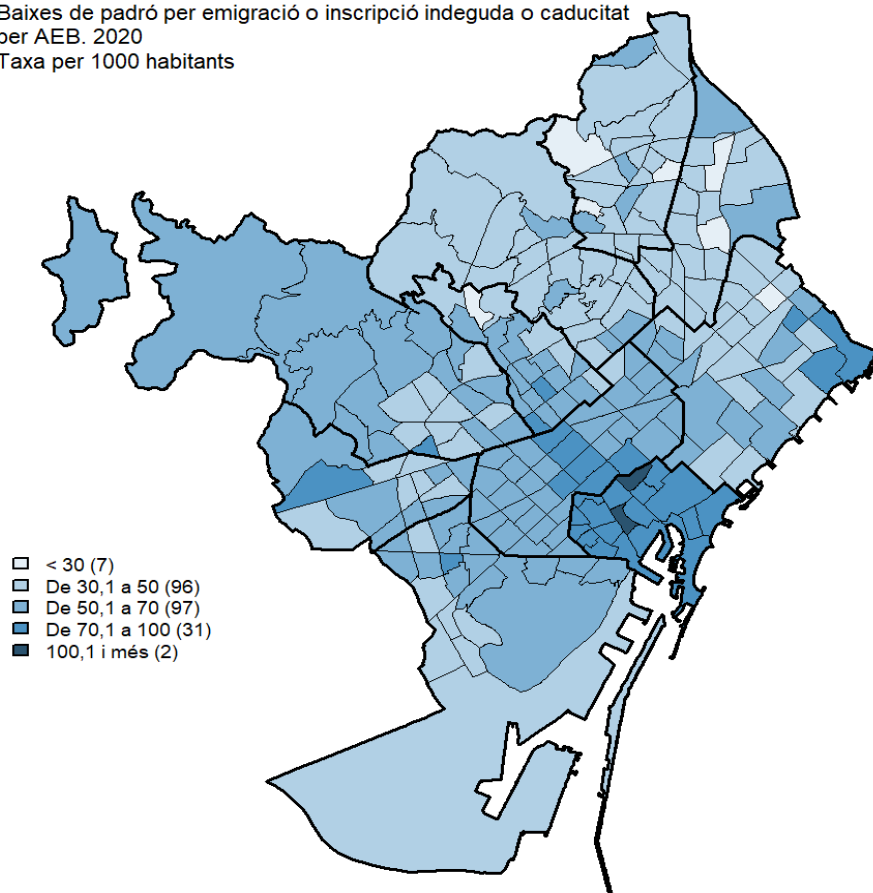 Baixes de padró per emigració o inscripció indeguda o caducitat
per AEB. 2020
Taxa per 1000 habitants
< 30 (7)
De 30,1 a 50 (96)
De 50,1 a 70 (97)
De 70,1 a 100 (31)
100,1 i més (2)